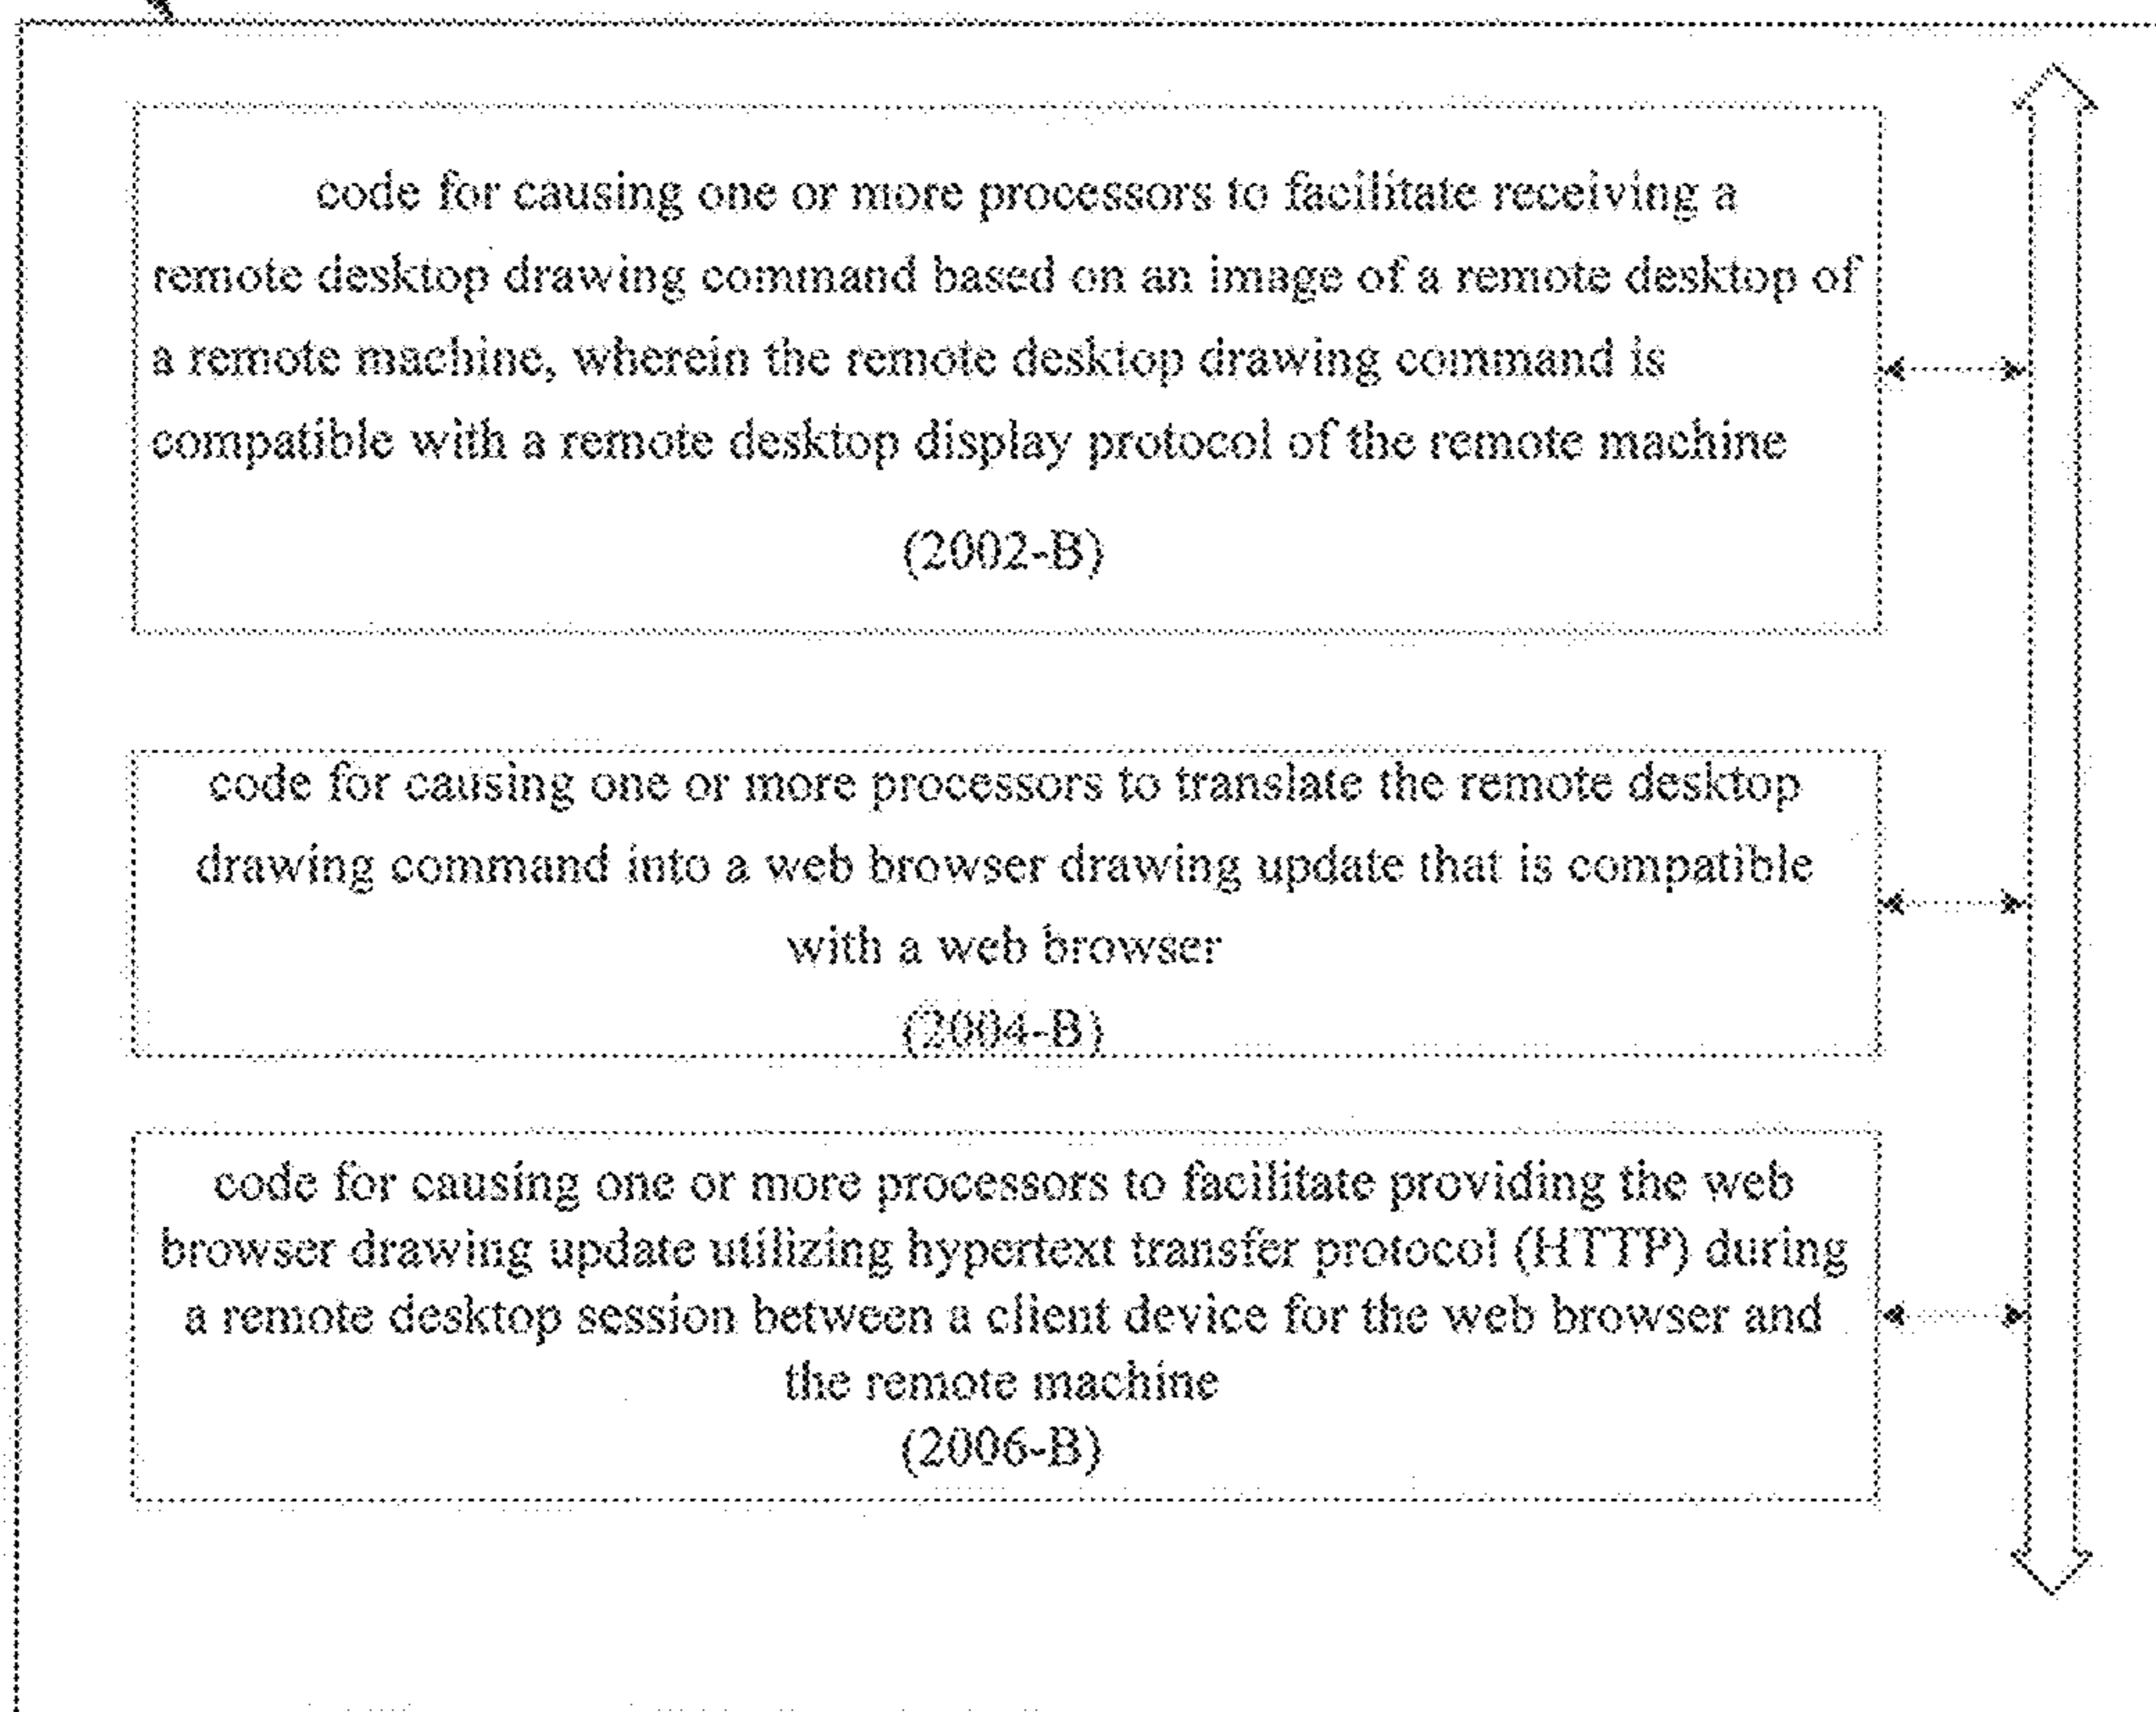 code for causing one or more processors to facilitate receiving a
remote desktop drawing command based on an image of a remote desktop of
a remote machine, wherein the remote desktop drawing command is
compatible with a remote desktop display protocol of the remote machine
(2002-B)
code for causing one or more processors to translate the remote desktop
drawing command into a web browser drawing update that is compatible
with a web browser
(2004-B)
code for causing one or more processors to facilitate providing the web
browser drawing update utilizing hypertext transfer protocol (HTTP) during
a remote desktop session between a client device for the web browser and
the remote machine
(2006-B)